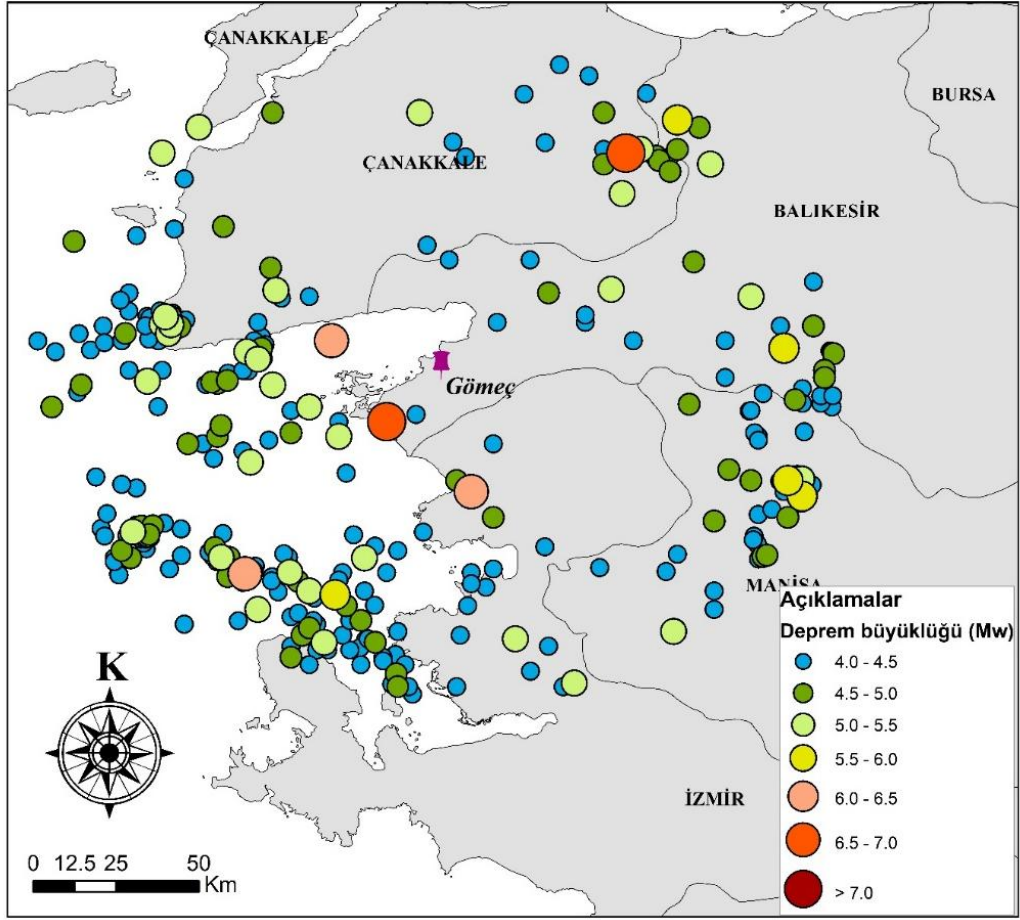 ÇANAKKALE
BURSA
ÇANAKKALE
BALIKESİR
Gömeç
MANİSA
Açıklamalar
Deprem büyüklüğü (Mw)
4.0 - 4.5
4.5 - 5.0
5.0 - 5.5
5.5 - 6.0
6.0 - 6.5
6.5 - 7.0
> 7.0
K
İZMİR
0 12.5 25 50
Km